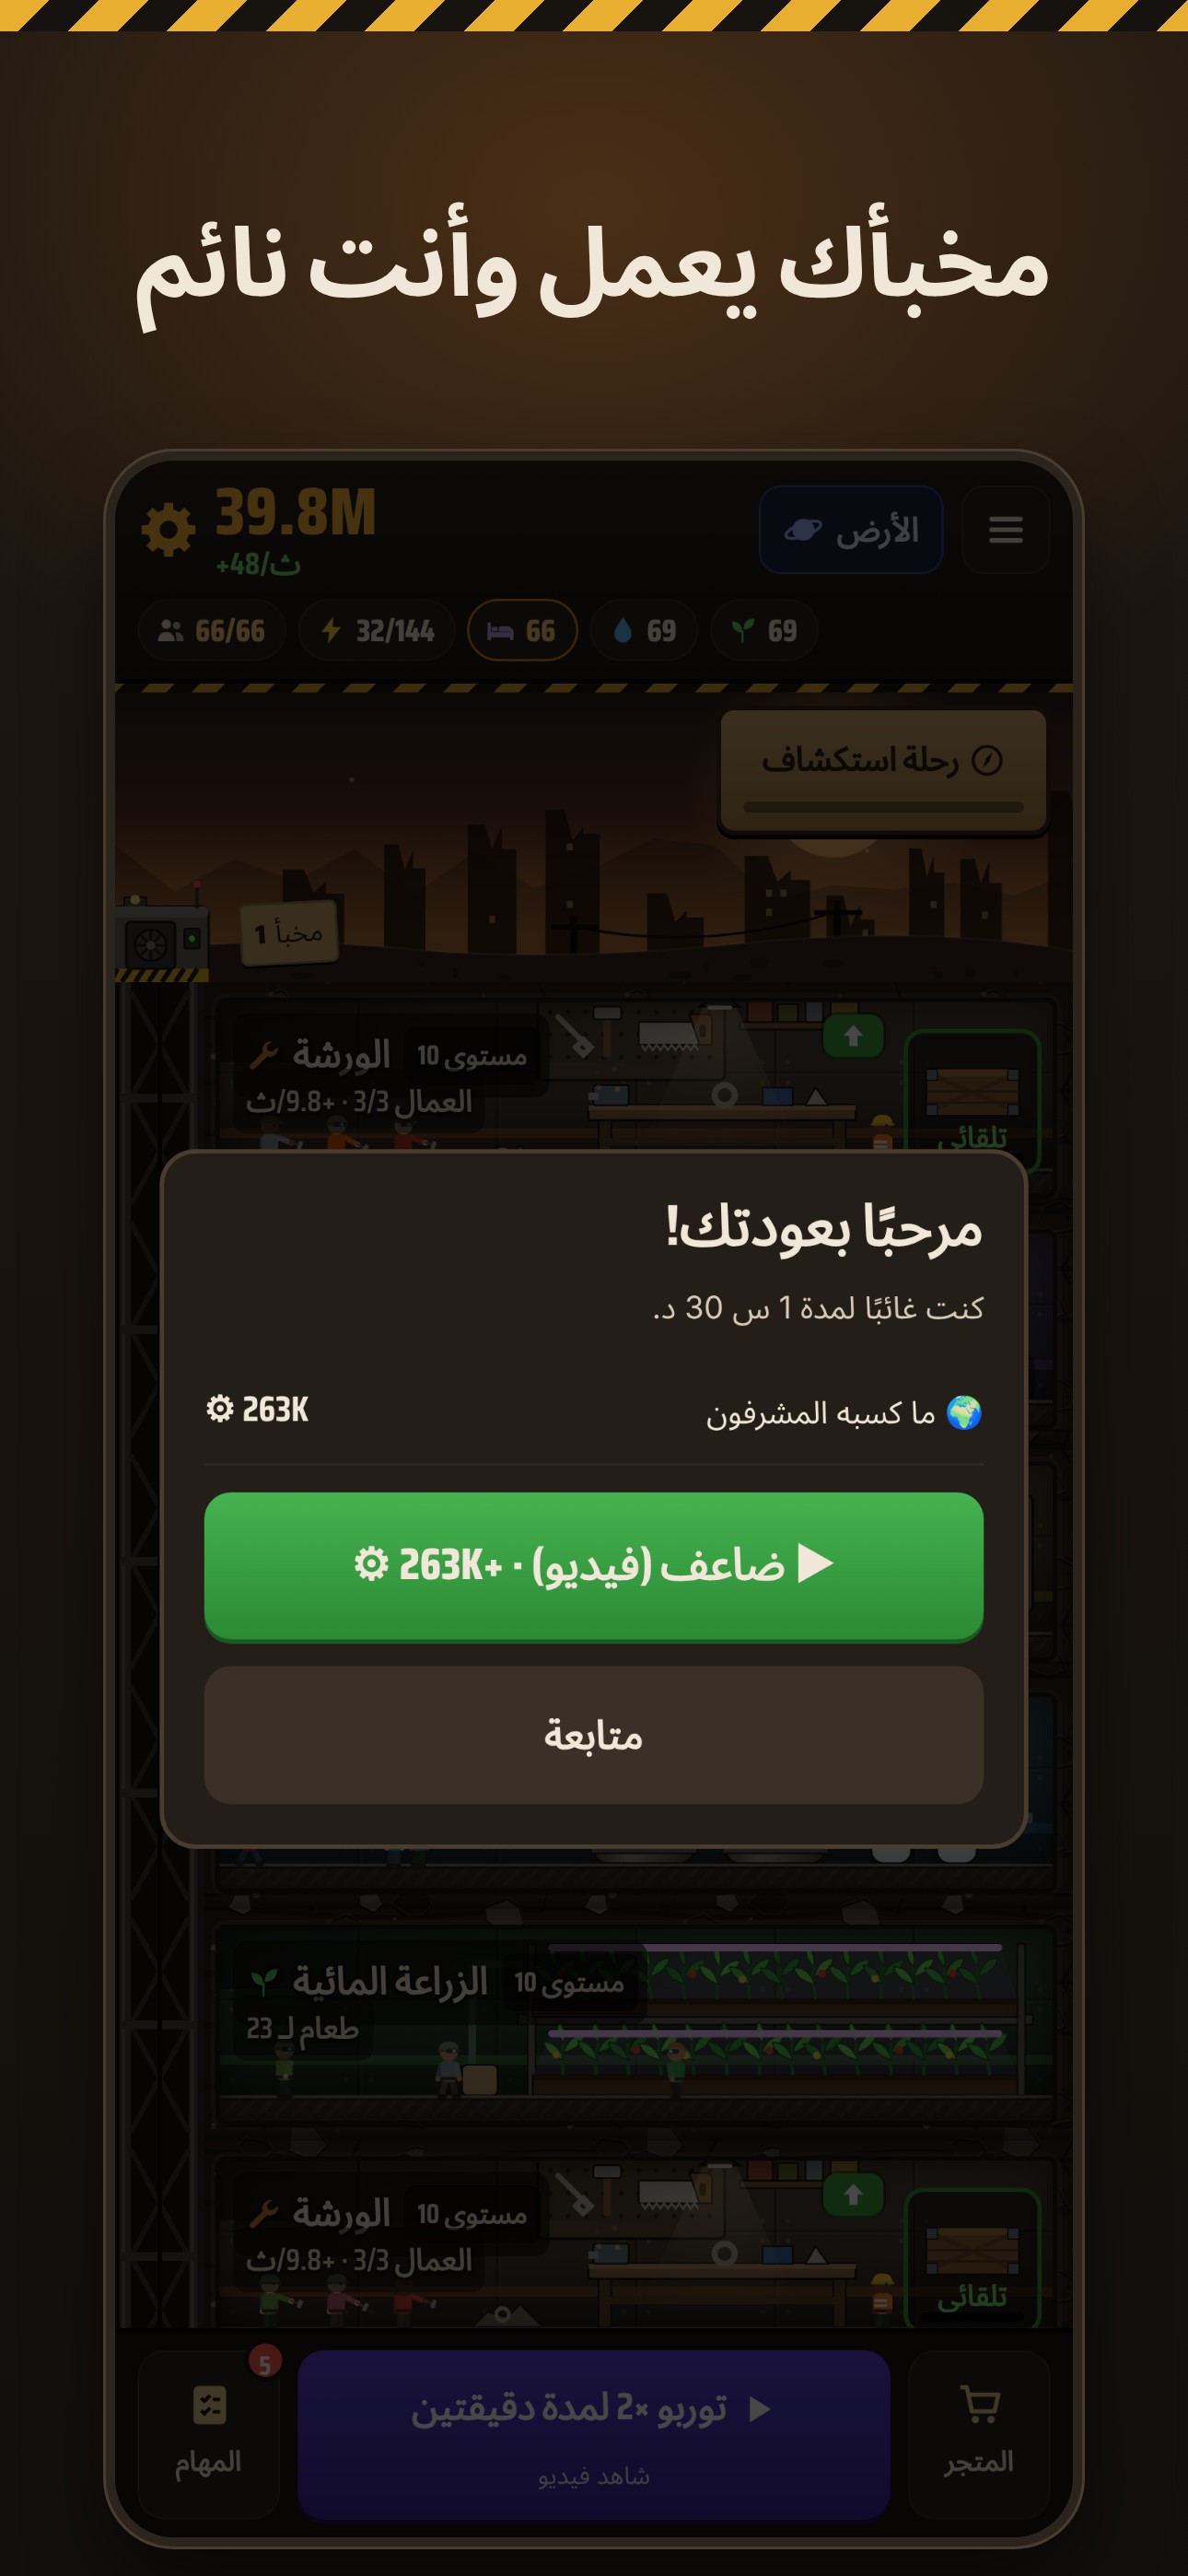 مخبأك يعمل وأنت نائم
39.8M
+48/ث
الأرض
66/66
32/144
66
69
69
رحلة استكشاف
مخبأ 1
الورشة مستوى 10
العمال 3/3 · +9.8/ث
تلقائي
مرحبًا بعودتك!
كنت غائبًا لمدة 1 س 30 د.
🌍 ما كسبه المشرفون
263K ⚙
▶ ضاعف (فيديو) · +263K ⚙
متابعة
الزراعة المائية مستوى 10
طعام لـ 23
الورشة مستوى 10
العمال 3/3 · +9.8/ث
تلقائي
المتجر
▶ توربو ×2 لمدة دقيقتين
شاهد فيديو
5
المهام